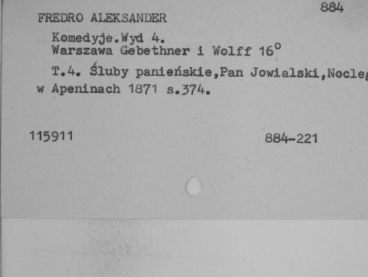 884
FREDRO ALEKSANDER
Komedyje.Wyd 4.
Warszawa Gebethner i Wolff 16°
T.4. Śluby panieńskie,Pan Jowialski,Nocleg
w Apeninach 1871 s.374.
115911 884-221